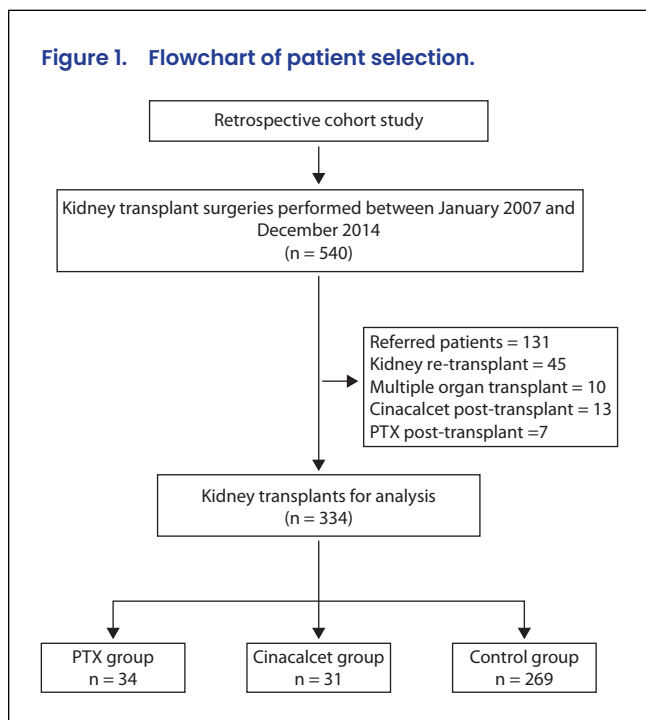 Figure 1. Flowchart of patient selection.
Retrospective cohort study
Kidney transplant surgeries performed between January 2007 and
December 2014
(n = 540)
Referred patients = 131
Kidney re-transplant = 45
Multiple organ transplant = 10
Cinacalcet post-transplant = 13
PTX post-transplant =7
Kidney transplants for analysis
(n = 334)
PTX group
n = 34
Cinacalcet group
n = 31
Control group
n = 269